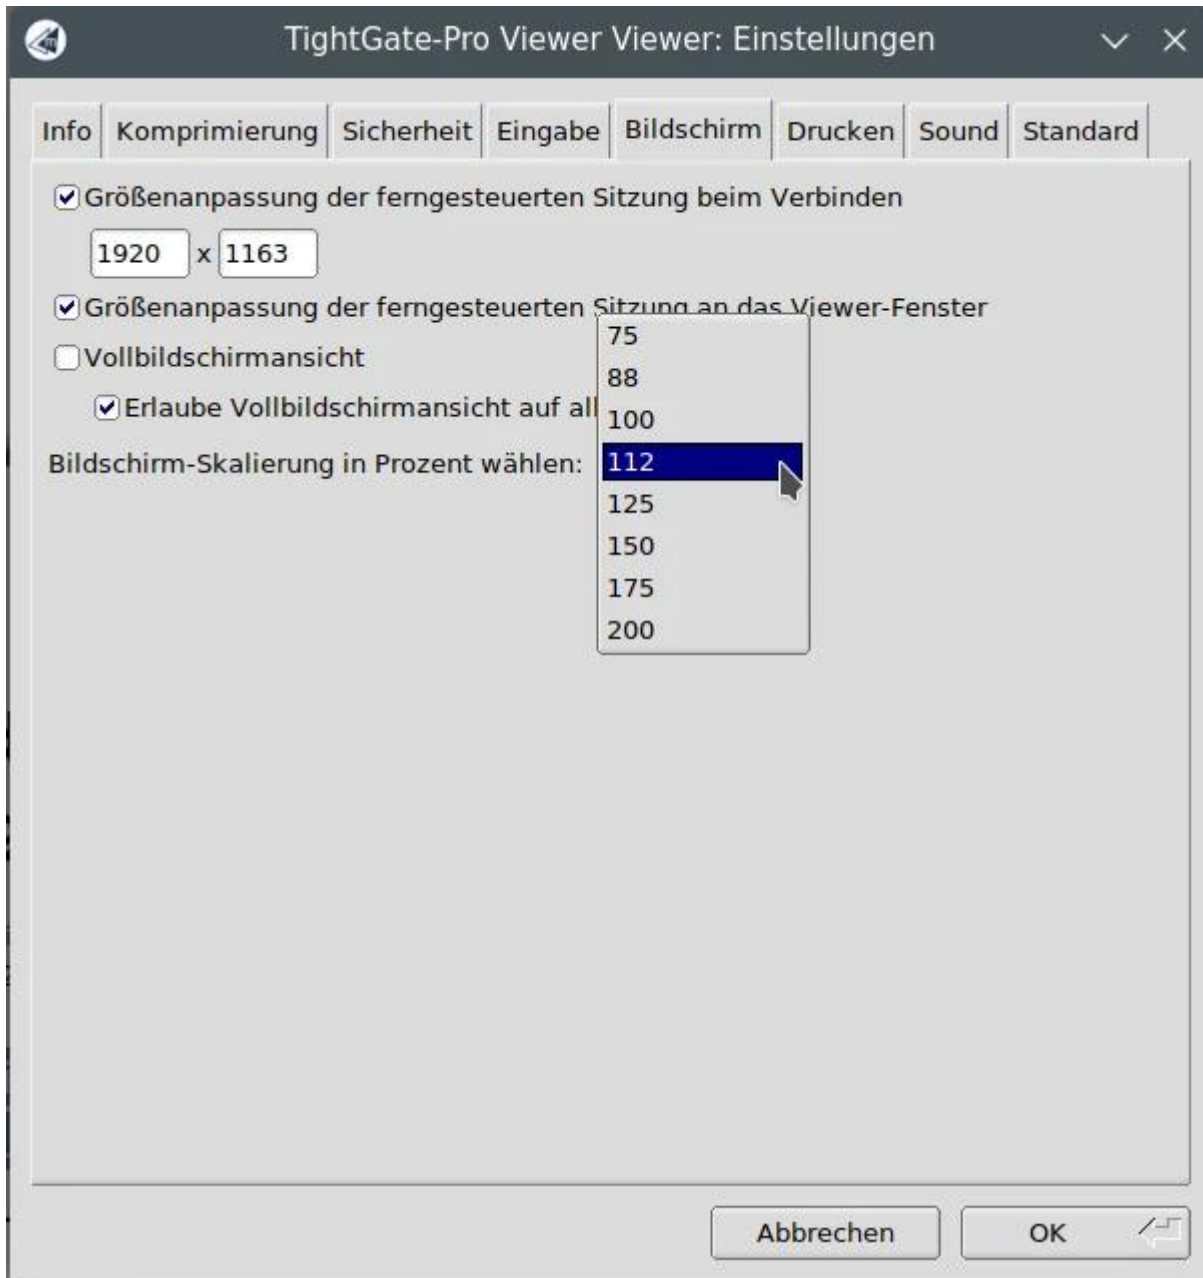 TightGate-Pro Viewer Viewer: Einstellungen
Info Komprimierung Sicherheit Eingabe Bildschirm Drucken Sound Standard
Größenanpassung der ferngesteuerten Sitzung beim Verbinden
1920 x 1163
Größenanpassung der ferngesteuerten Sitzung an das Viewer-Fenster
Vollbildschirmansicht
Erlaube Vollbildschirmansicht auf
Bildschirm-Skalierung in Prozent wählen:
75
88
100
112
125
150
175
200
Abbrechen OK